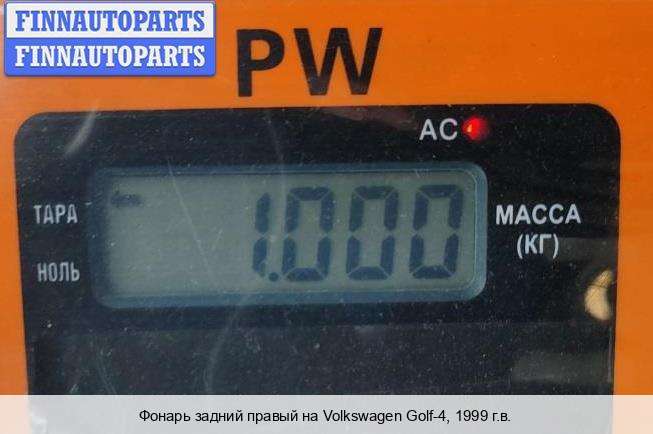 FINNAUTOPARTS
FINNAUTOPARTS
PW
AC
ТАРА
1.000
МАССА
(КГ)
НОЛЬ
Фонарь задний правый на Volkswagen Golf-4, 1999 г.в.